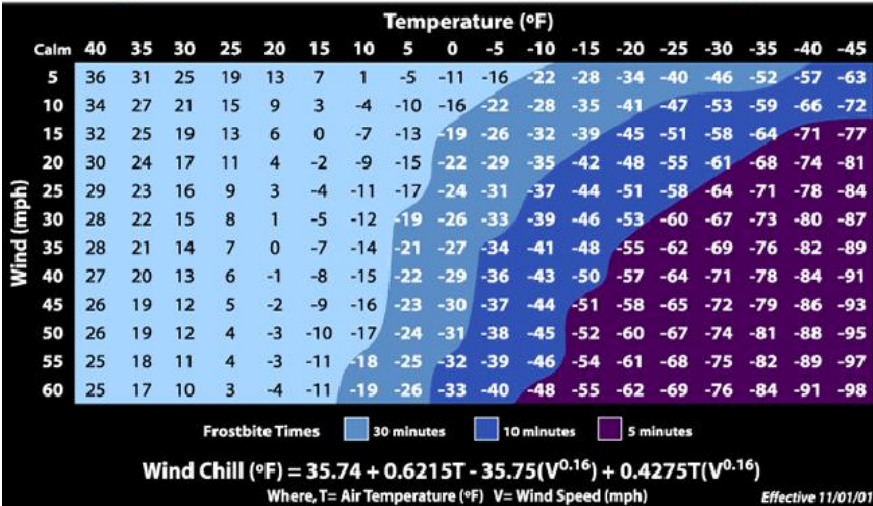 Temperature (ºF)
Calm 40 35 30 25 20 15 10 5 0 -5 -10 -15 -20 -25 -30 -35 -40 -45
5 36 31 25 19 13 7 1 -5 -11 -16 -22 -28 -34 -40 -46 -52 -57 -63
10 34 27 21 15 9 3 -4 -10 -16 -22 -28 -35 -41 -47 -53 -59 -66 -72
15 32 25 19 13 6 0 -7 -13 -19 -26 -32 -39 -45 -51 -58 -64 -71 -77
20 30 24 17 11 4 -2 -9 -15 -22 -29 -35 -42 -48 -55 -61 -68 -74 -81
25 29 23 16 9 3 -4 -11 -17 -24 -31 -37 -44 -51 -58 -64 -71 -78 -84
30 28 22 15 8 1 -5 -12 -19 -26 -33 -39 -46 -53 -60 -67 -73 -80 -87
35 28 21 14 7 0 -7 -14 -21 -27 -34 -41 -48 -55 -62 -69 -76 -82 -89
40 27 20 13 6 -1 -8 -15 -22 -29 -36 -43 -50 -57 -64 -71 -78 -84 -91
45 26 19 12 5 -2 -9 -16 -23 -30 -37 -44 -51 -58 -65 -72 -79 -86 -93
50 26 19 12 4 -3 -10 -17 -24 -31 -38 -45 -52 -60 -67 -74 -81 -88 -95
55 25 18 11 4 -3 -11 -18 -25 -32 -39 -46 -54 -61 -68 -75 -82 -89 -97
60 25 17 10 3 -4 -11 -19 -26 -33 -40 -48 -55 -62 -69 -76 -84 -91 -98
Wind (mph)
Frostbite Times 30 minutes 10 minutes 5 minutes
Wind Chill (ºF) = 35.74 + 0.6215T - 35.75(V^0.16) + 0.4275T(V^0.16)
Where, T= Air Temperature (ºF) V= Wind Speed (mph) Effective 11/01/01